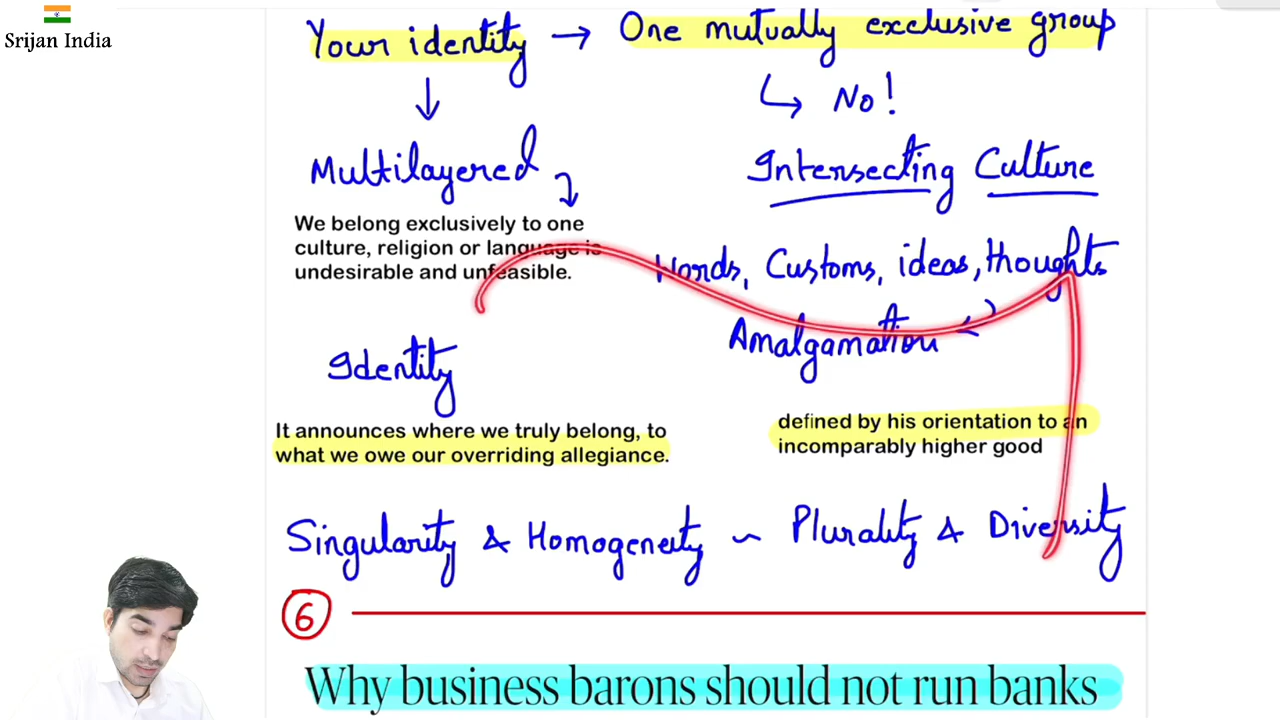 Srijan India
Your identity → One mutually exclusive group
↓ ↳ No!
Multilayered Intersecting Culture
We belong exclusively to one
culture, religion or language is
undesirable and unfeasible.
Words, Customs, ideas, thoughts
Amalgamation
Identity
It announces where we truly belong, to
what we owe our overriding allegiance.
defined by his orientation to an
incomparably higher good
Singularity & Homogeneity ~ Plurality & Diversity
6
Why business barons should not run banks